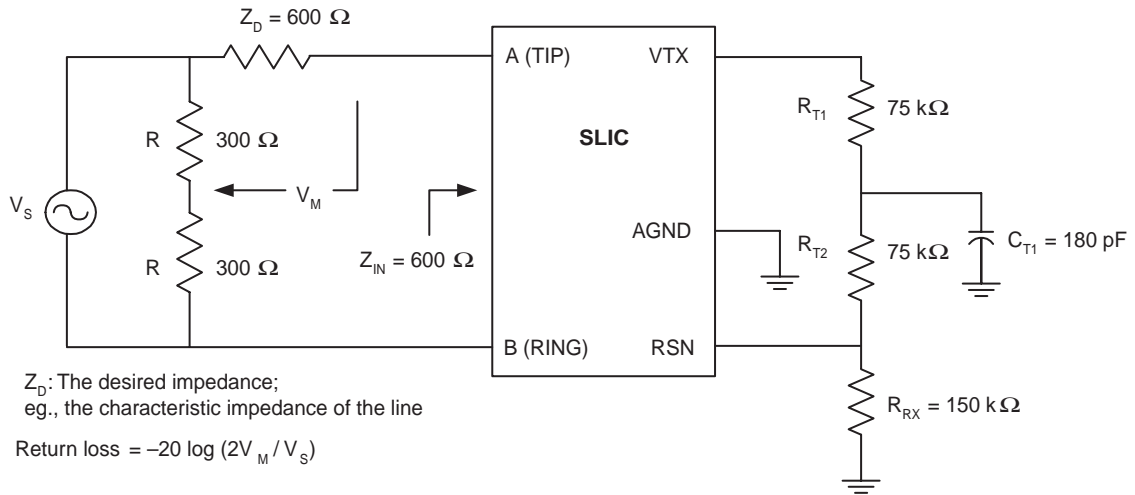 Z_D = 600 Ω
A (TIP)
VTX
R_T1
75 kΩ
SLIC
R
300 Ω
V_M
V_S
AGND
R_T2
75 kΩ
C_T1 = 180 pF
R
300 Ω
Z_IN = 600 Ω
B (RING)
RSN
R_RX = 150 kΩ
Z_D: The desired impedance;
eg., the characteristic impedance of the line
Return loss = –20 log (2V_M / V_S)